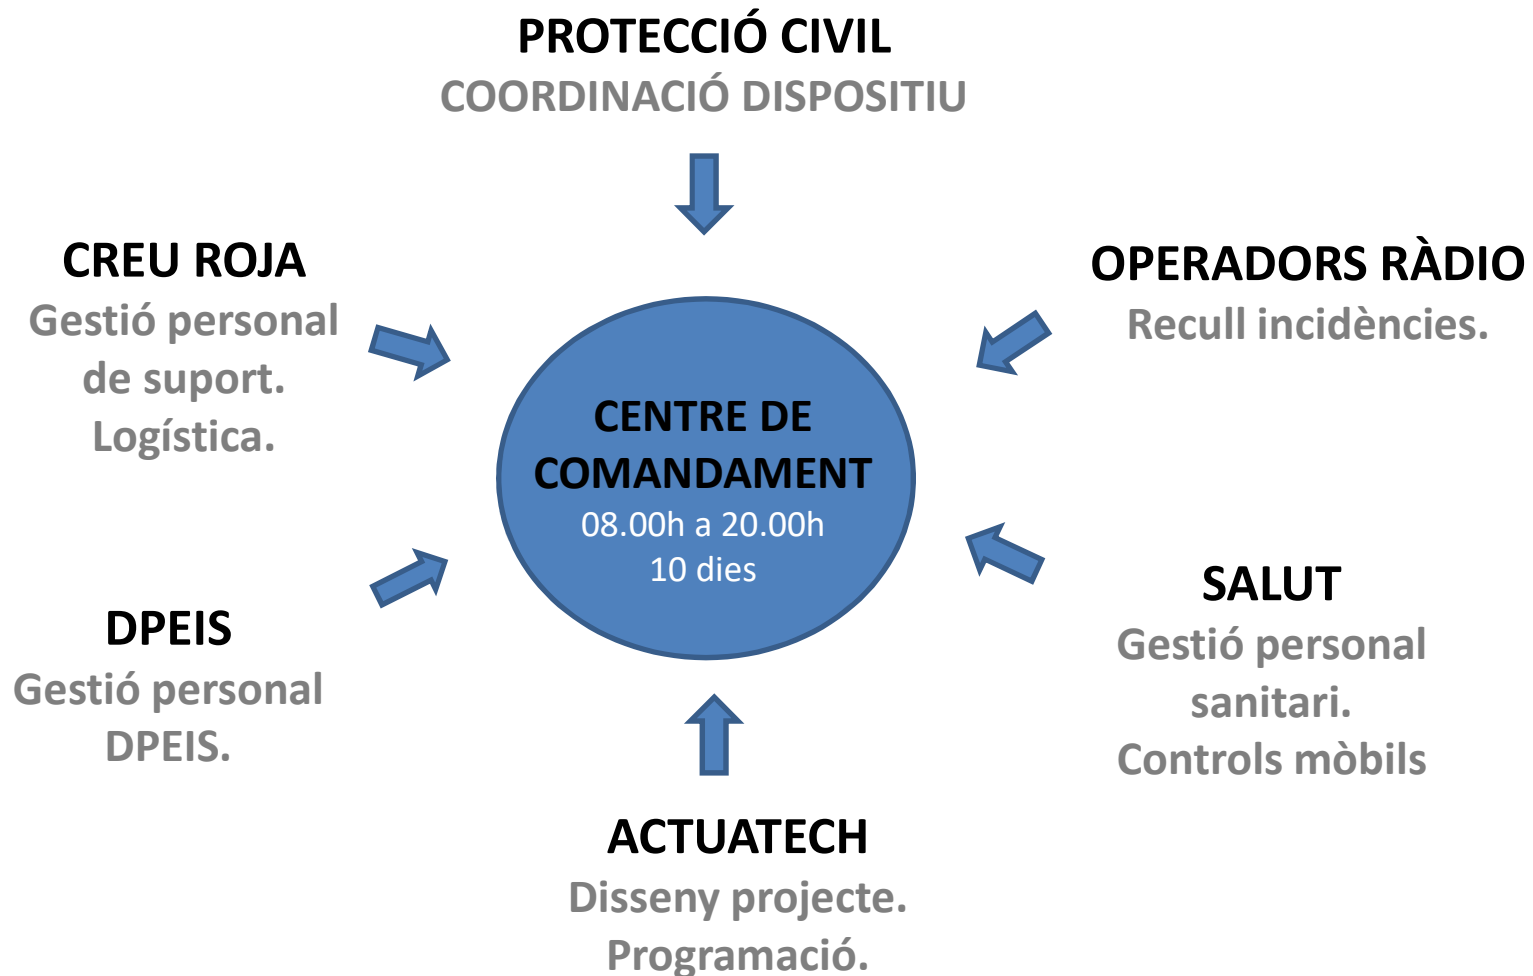 PROTECCIÓ CIVIL
COORDINACIÓ DISPOSITIU
CREU ROJA
Gestió personal
de suport.
Logística.
OPERADORS RÀDIO
Recull incidències.
CENTRE DE
COMANDAMENT
08.00h a 20.00h
10 dies
DPEIS
Gestió personal
DPEIS.
SALUT
Gestió personal
sanitari.
Controls mòbils
ACTUATECH
Disseny projecte.
Programació.